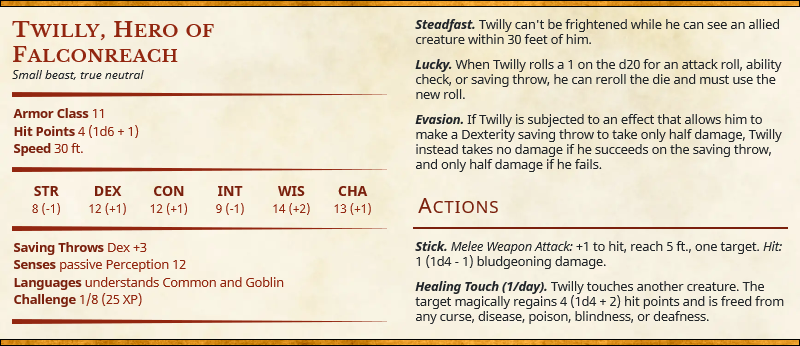 Twilly, Hero of
Falconreach
Small beast, true neutral
Armor Class 11
Hit Points 4 (1d6 + 1)
Speed 30 ft.
STR DEX CON INT WIS CHA
8 (-1) 12 (+1) 12 (+1) 9 (-1) 14 (+2) 13 (+1)
Saving Throws Dex +3
Senses passive Perception 12
Languages understands Common and Goblin
Challenge 1/8 (25 XP)
Steadfast. Twilly can't be frightened while he can see an allied
creature within 30 feet of him.
Lucky. When Twilly rolls a 1 on the d20 for an attack roll, ability
check, or saving throw, he can reroll the die and must use the
new roll.
Evasion. If Twilly is subjected to an effect that allows him to
make a Dexterity saving throw to take only half damage, Twilly
instead takes no damage if he succeeds on the saving throw,
and only half damage if he fails.
Actions
Stick. Melee Weapon Attack: +1 to hit, reach 5 ft., one target. Hit:
1 (1d4 - 1) bludgeoning damage.
Healing Touch (1/day). Twilly touches another creature. The
target magically regains 4 (1d4 + 2) hit points and is freed from
any curse, disease, poison, blindness, or deafness.